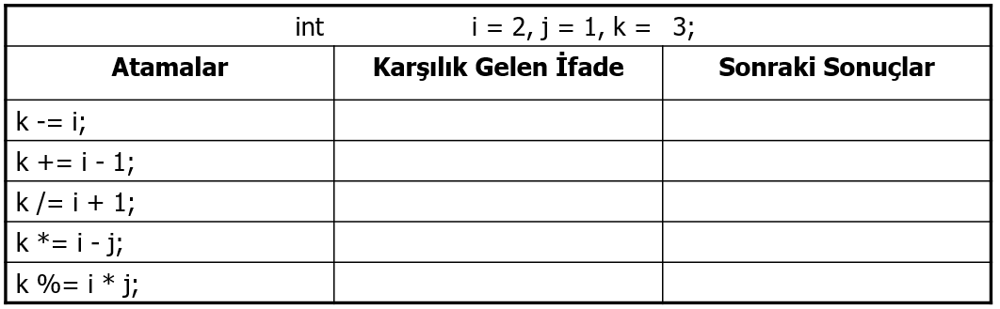 int i = 2, j = 1, k = 3;
Atamalar Karşılık Gelen İfade Sonraki Sonuçlar
k -= i;
k += i - 1;
k /= i + 1;
k *= i - j;
k %= i * j;